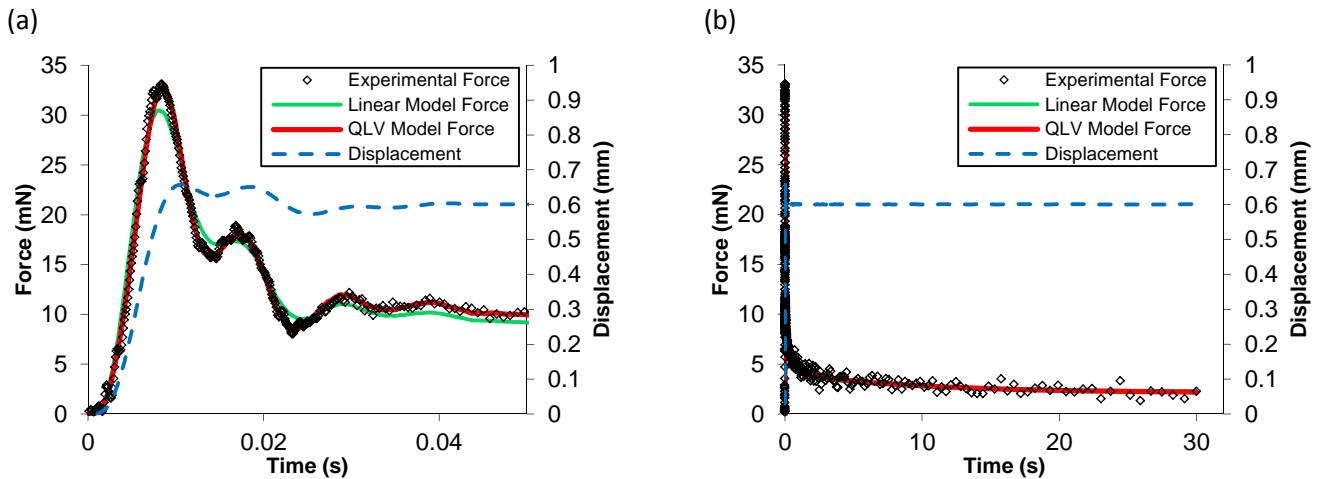 (a)
35
30
25
20
15
10
5
0
Force (mN)
0
0.02
0.04
Time (s)
1
0.9
0.8
0.7
0.6
0.5
0.4
0.3
0.2
0.1
0
Displacement (mm)
Experimental Force
Linear Model Force
QLV Model Force
Displacement
(b)
35
30
25
20
15
10
5
0
Force (mN)
0
10
20
30
Time (s)
1
0.9
0.8
0.7
0.6
0.5
0.4
0.3
0.2
0.1
0
Displacement (mm)
Experimental Force
Linear Model Force
QLV Model Force
Displacement